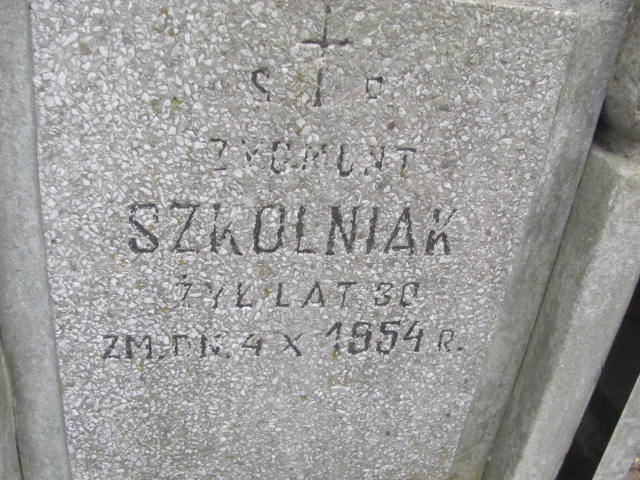 Ś P
ZYGMUNT
SZKOLNIAK
ŻYŁ LAT 30
ZM. DN. 4 X 1954 R.